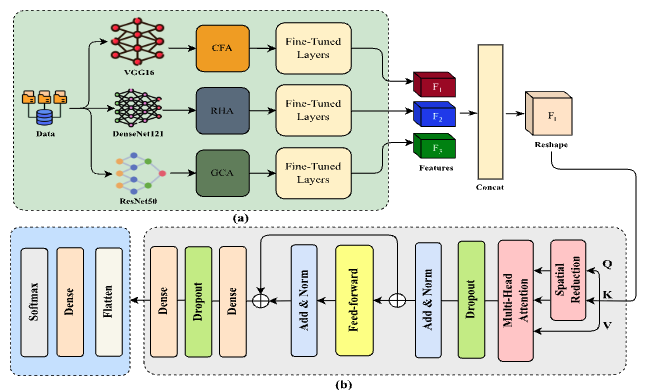 VGG16
CFA
Fine-Tuned
Layers
Data
DenseNet121
RHA
Fine-Tuned
Layers
ResNet50
GCA
Fine-Tuned
Layers
(a)
F1
F2
F3
Features
Concat
Ft
Reshape
Softmax
Dense
Flatten
Dense
Dropout
Dense
Add & Norm
Feed-forward
Add & Norm
Dropout
Multi-Head
Attention
Spatial
Reduction
Q
K
V
(b)